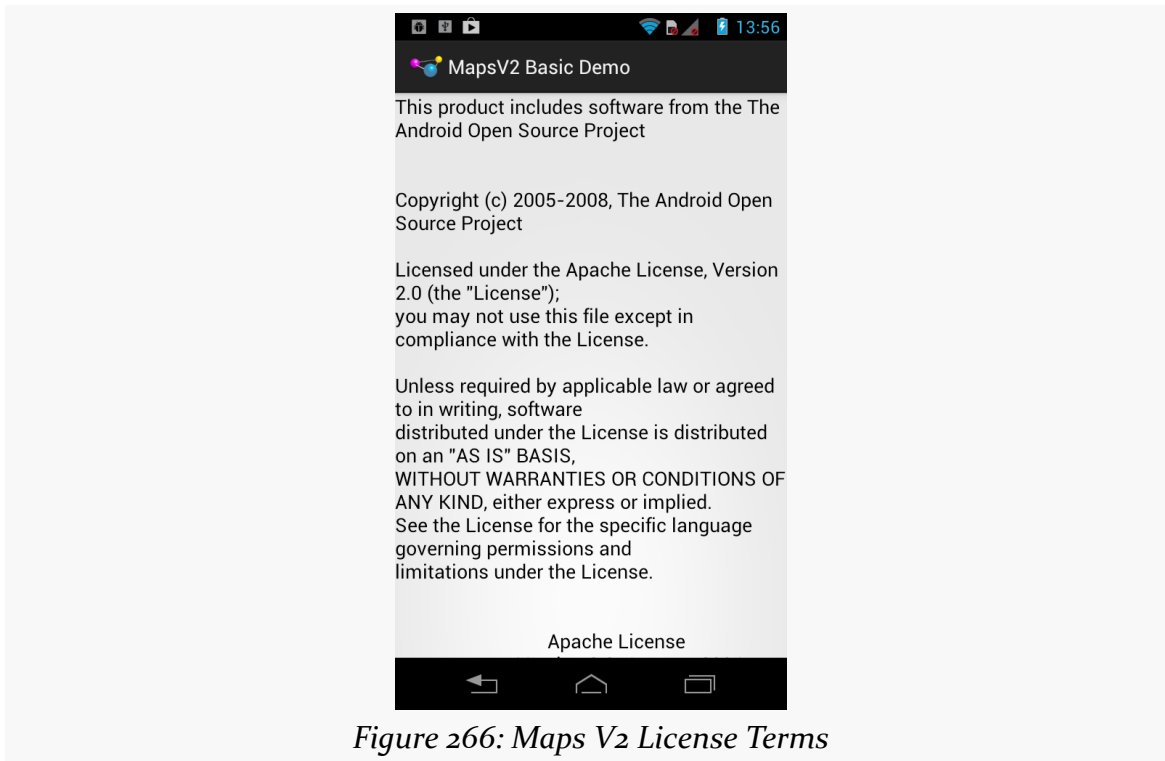 13:56
MapsV2 Basic Demo
This product includes software from the The
Android Open Source Project
Copyright (c) 2005-2008, The Android Open
Source Project
Licensed under the Apache License, Version
2.0 (the "License");
you may not use this file except in
compliance with the License.
Unless required by applicable law or agreed
to in writing, software
distributed under the License is distributed
on an "AS IS" BASIS,
WITHOUT WARRANTIES OR CONDITIONS OF
ANY KIND, either express or implied.
See the License for the specific language
governing permissions and
limitations under the License.
Apache License
Figure 266: Maps V2 License Terms